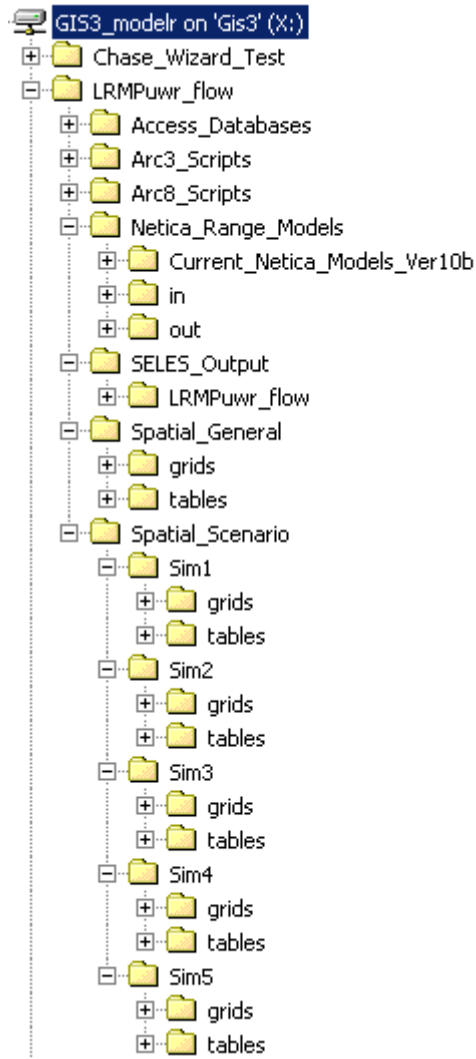 GIS3_modelr on 'Gis3' (X:)
Chase_Wizard_Test
LRMPuwr_flow
Access_Databases
Arc3_Scripts
Arc8_Scripts
Netica_Range_Models
Current_Netica_Models_Ver10b
in
out
SELES_Output
LRMPuwr_flow
Spatial_General
grids
tables
Spatial_Scenario
Sim1
grids
tables
Sim2
grids
tables
Sim3
grids
tables
Sim4
grids
tables
Sim5
grids
tables